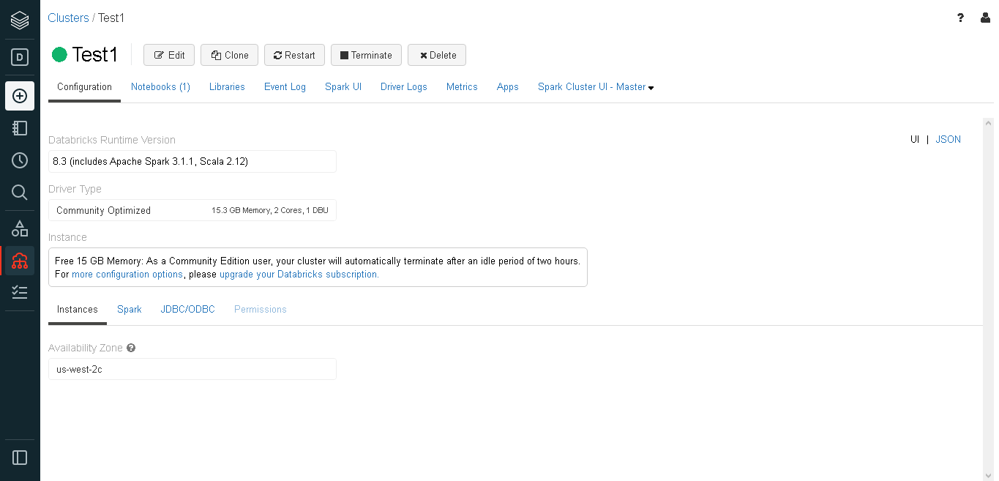 Clusters / Test1
?
D
Test1 Edit Clone Restart Terminate Delete
Configuration Notebooks (1) Libraries Event Log Spark UI Driver Logs Metrics Apps Spark Cluster UI - Master
Databricks Runtime Version
UI | JSON
8.3 (includes Apache Spark 3.1.1, Scala 2.12)
Driver Type
Community Optimized 15.3 GB Memory, 2 Cores, 1 DBU
Instance
Free 15 GB Memory: As a Community Edition user, your cluster will automatically terminate after an idle period of two hours.
For more configuration options, please upgrade your Databricks subscription.
Instances Spark JDBC/ODBC Permissions
Availability Zone ?
us-west-2c